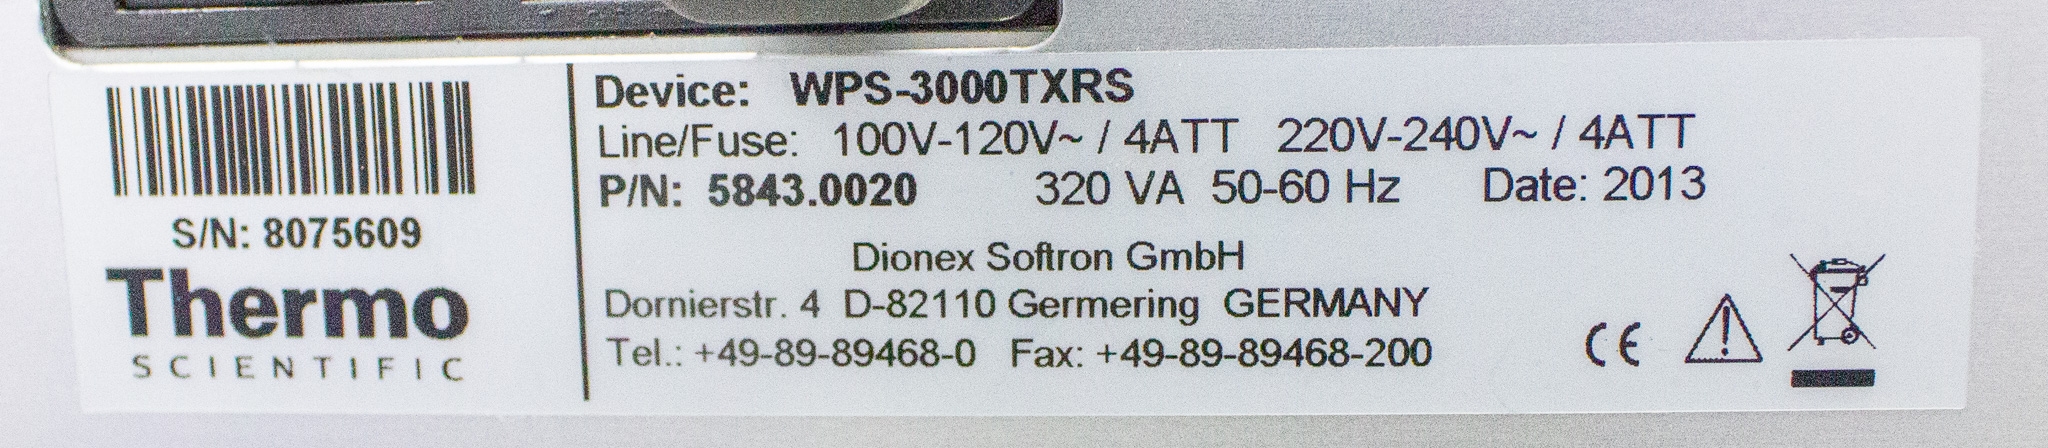 S/N: 8075609
Thermo
SCIENTIFIC
Device: WPS-3000TXRS
Line/Fuse: 100V-120V~ / 4ATT 220V-240V~ / 4ATT
P/N: 5843.0020 320 VA 50-60 Hz Date: 2013
Dionex Softron GmbH
Dornierstr. 4 D-82110 Germering GERMANY
Tel.: +49-89-89468-0 Fax: +49-89-89468-200
CE